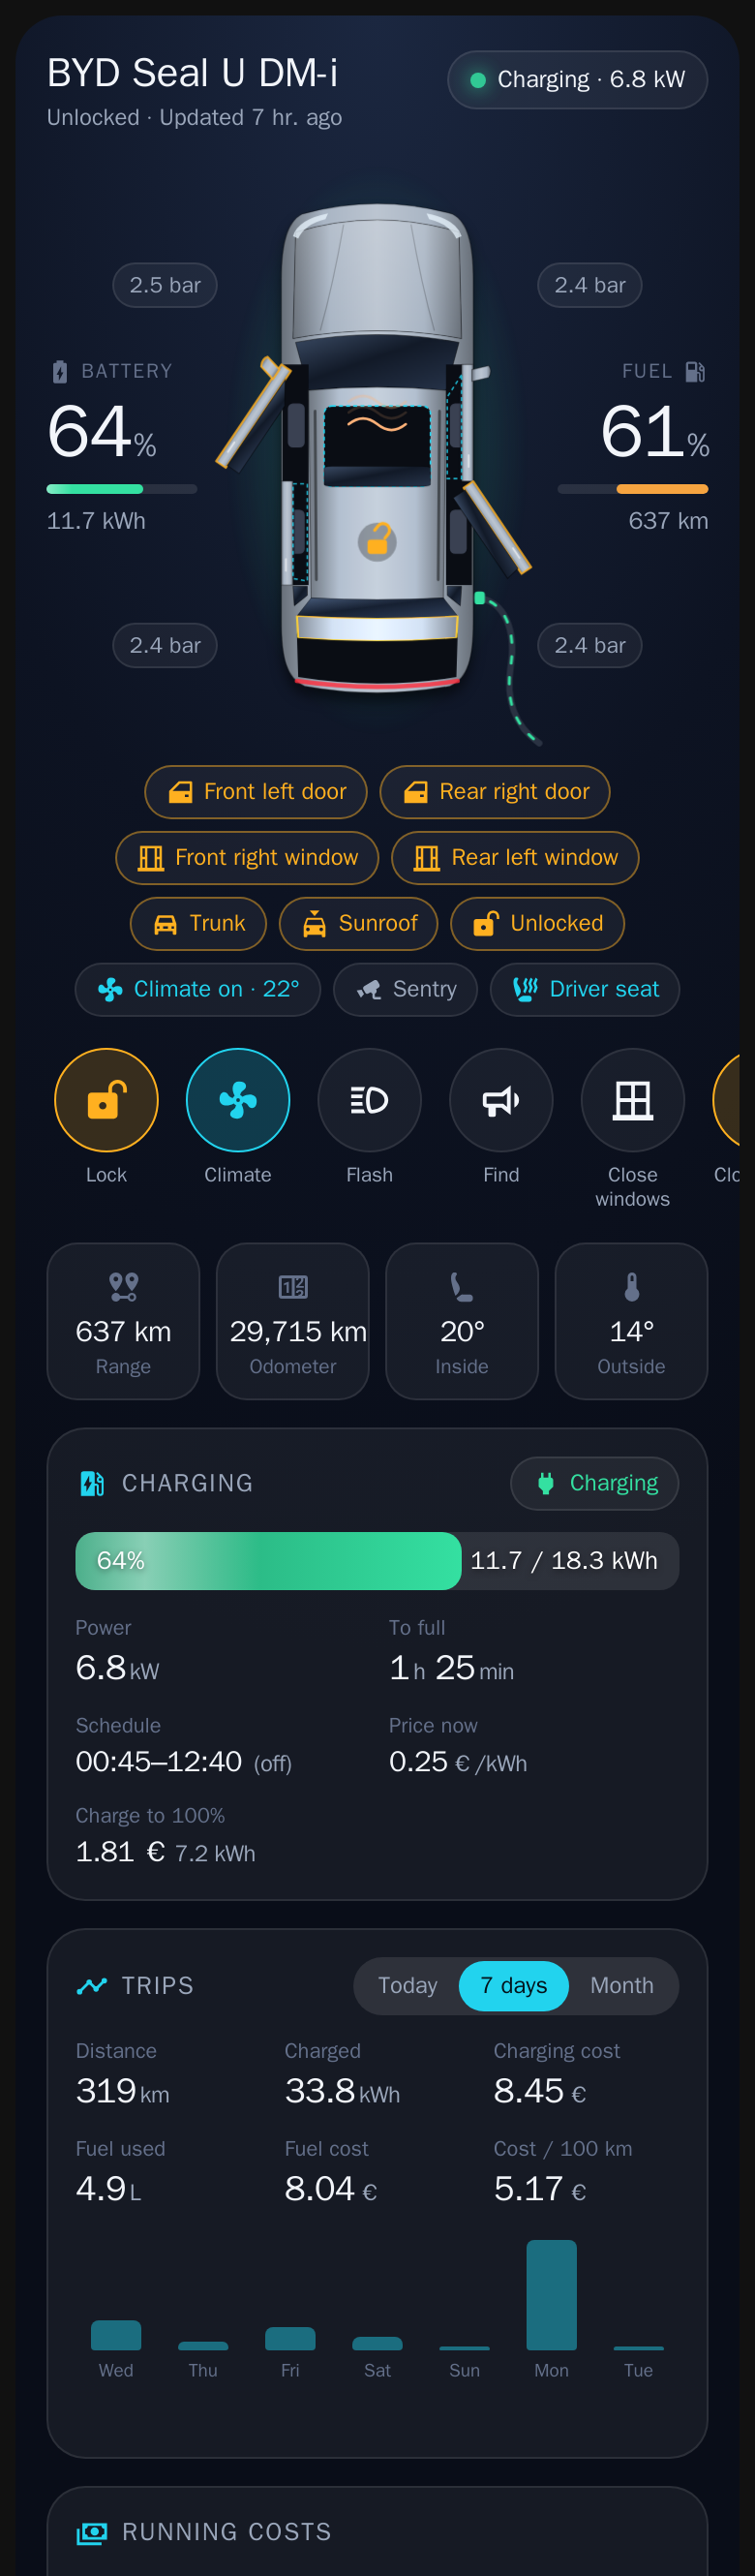 BYD Seal U DM-i
Charging · 6.8 kW
Unlocked · Updated 7 hr. ago
2.5 bar
2.4 bar
BATTERY
FUEL
64%
61%
11.7 kWh
637 km
2.4 bar
2.4 bar
Front left door
Rear right door
Front right window
Rear left window
Trunk
Sunroof
Unlocked
Climate on · 22°
Sentry
Driver seat
Lock
Climate
Flash
Find
Close
windows
637 km
29,715 km
20°
14°
Range
Odometer
Inside
Outside
CHARGING
Charging
64%
11.7 / 18.3 kWh
Power
To full
6.8 kW
1 h 25 min
Schedule
Price now
00:45–12:40 (off)
0.25 € /kWh
Charge to 100%
1.81 € 7.2 kWh
TRIPS
Today
7 days
Month
Distance
Charged
Charging cost
319 km
33.8 kWh
8.45 €
Fuel used
Fuel cost
Cost / 100 km
4.9 L
8.04 €
5.17 €
Wed
Thu
Fri
Sat
Sun
Mon
Tue
RUNNING COSTS